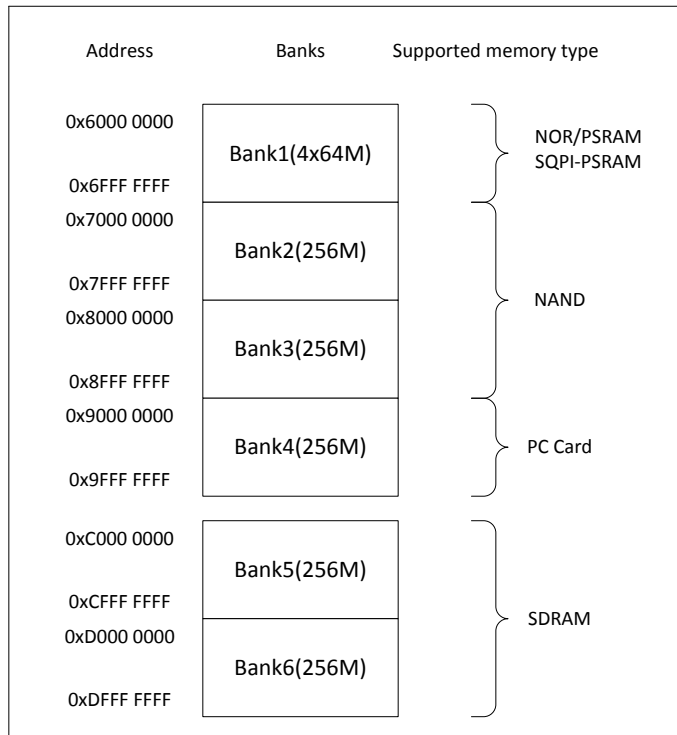 Address Banks Supported memory type
0x6000 0000
Bank1(4x64M)
NOR/PSRAM
SQPI-PSRAM
0x6FFF FFFF
0x7000 0000
Bank2(256M)
0x7FFF FFFF
NAND
0x8000 0000
Bank3(256M)
0x8FFF FFFF
0x9000 0000
Bank4(256M)
PC Card
0x9FFF FFFF
0xC000 0000
Bank5(256M)
0xCFFF FFFF
SDRAM
0xD000 0000
Bank6(256M)
0xDFFF FFFF